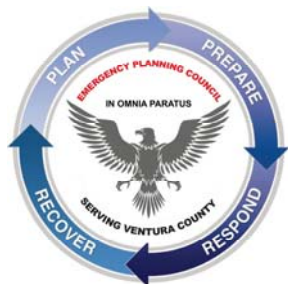 PLAN
PREPARE
RESPOND
RECOVER
EMERGENCY PLANNING COUNCIL
IN OMNIA PARATUS
SERVING VENTURA COUNTY